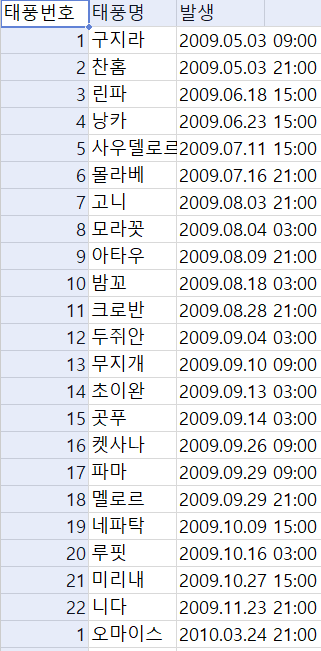 태풍번호 태풍명 발생
1 구지라 2009.05.03 09:00
2 찬홈 2009.05.03 21:00
3 린파 2009.06.18 15:00
4 낭카 2009.06.23 15:00
5 사우델로르 2009.07.11 15:00
6 몰라베 2009.07.16 21:00
7 고니 2009.08.03 21:00
8 모라꼿 2009.08.04 03:00
9 아타우 2009.08.09 21:00
10 밤꼬 2009.08.18 03:00
11 크로반 2009.08.28 21:00
12 두쥐안 2009.09.04 03:00
13 무지개 2009.09.10 09:00
14 초이완 2009.09.13 03:00
15 곳푸 2009.09.14 03:00
16 켓사나 2009.09.26 09:00
17 파마 2009.09.29 09:00
18 멜로르 2009.09.29 21:00
19 네파탁 2009.10.09 15:00
20 루핏 2009.10.16 03:00
21 미리내 2009.10.27 15:00
22 니다 2009.11.23 21:00
1 오마이스 2010.03.24 21:00